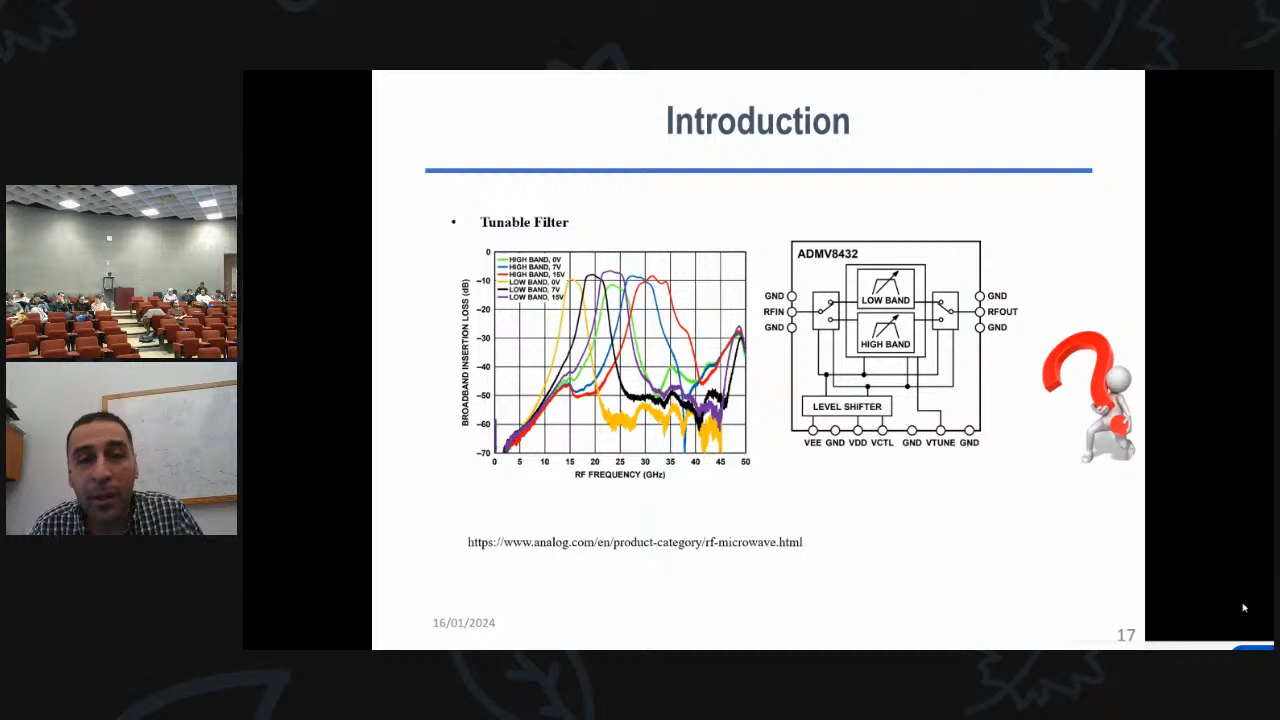 Introduction
• Tunable Filter
HIGH BAND, 0V
HIGH BAND, 7V
HIGH BAND, 15V
LOW BAND, 0V
LOW BAND, 7V
LOW BAND, 15V
BROADBAND INSERTION LOSS (dB)
0
–10
–20
–30
–40
–50
–60
–70
0 5 10 15 20 25 30 35 40 45 50
RF FREQUENCY (GHz)
ADMV8432
GND
RFIN
GND
LOW BAND
HIGH BAND
GND
RFOUT
GND
LEVEL SHIFTER
VEE GND VDD VCTL GND VTUNE GND
https://www.analog.com/en/product-category/rf-microwave.html
16/01/2024
17